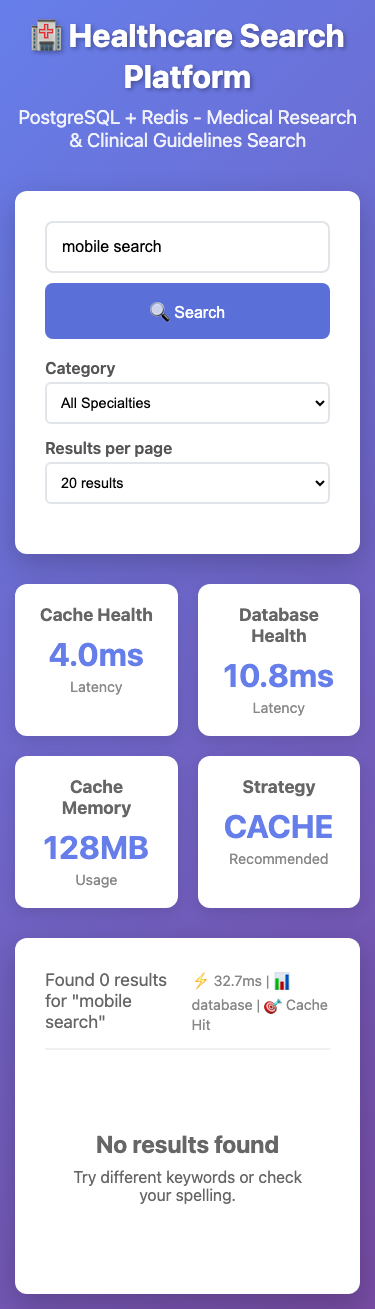 🏥 Healthcare Search
Platform
PostgreSQL + Redis - Medical Research
& Clinical Guidelines Search
mobile search
🔍 Search
Category
All Specialties
Results per page
20 results
Cache Health
4.0ms
Latency
Database
Health
10.8ms
Latency
Cache
Memory
128MB
Usage
Strategy
CACHE
Recommended
Found 0 results
for "mobile
search"
⚡ 32.7ms | 📊
database | 🎯 Cache
Hit
No results found
Try different keywords or check
your spelling.